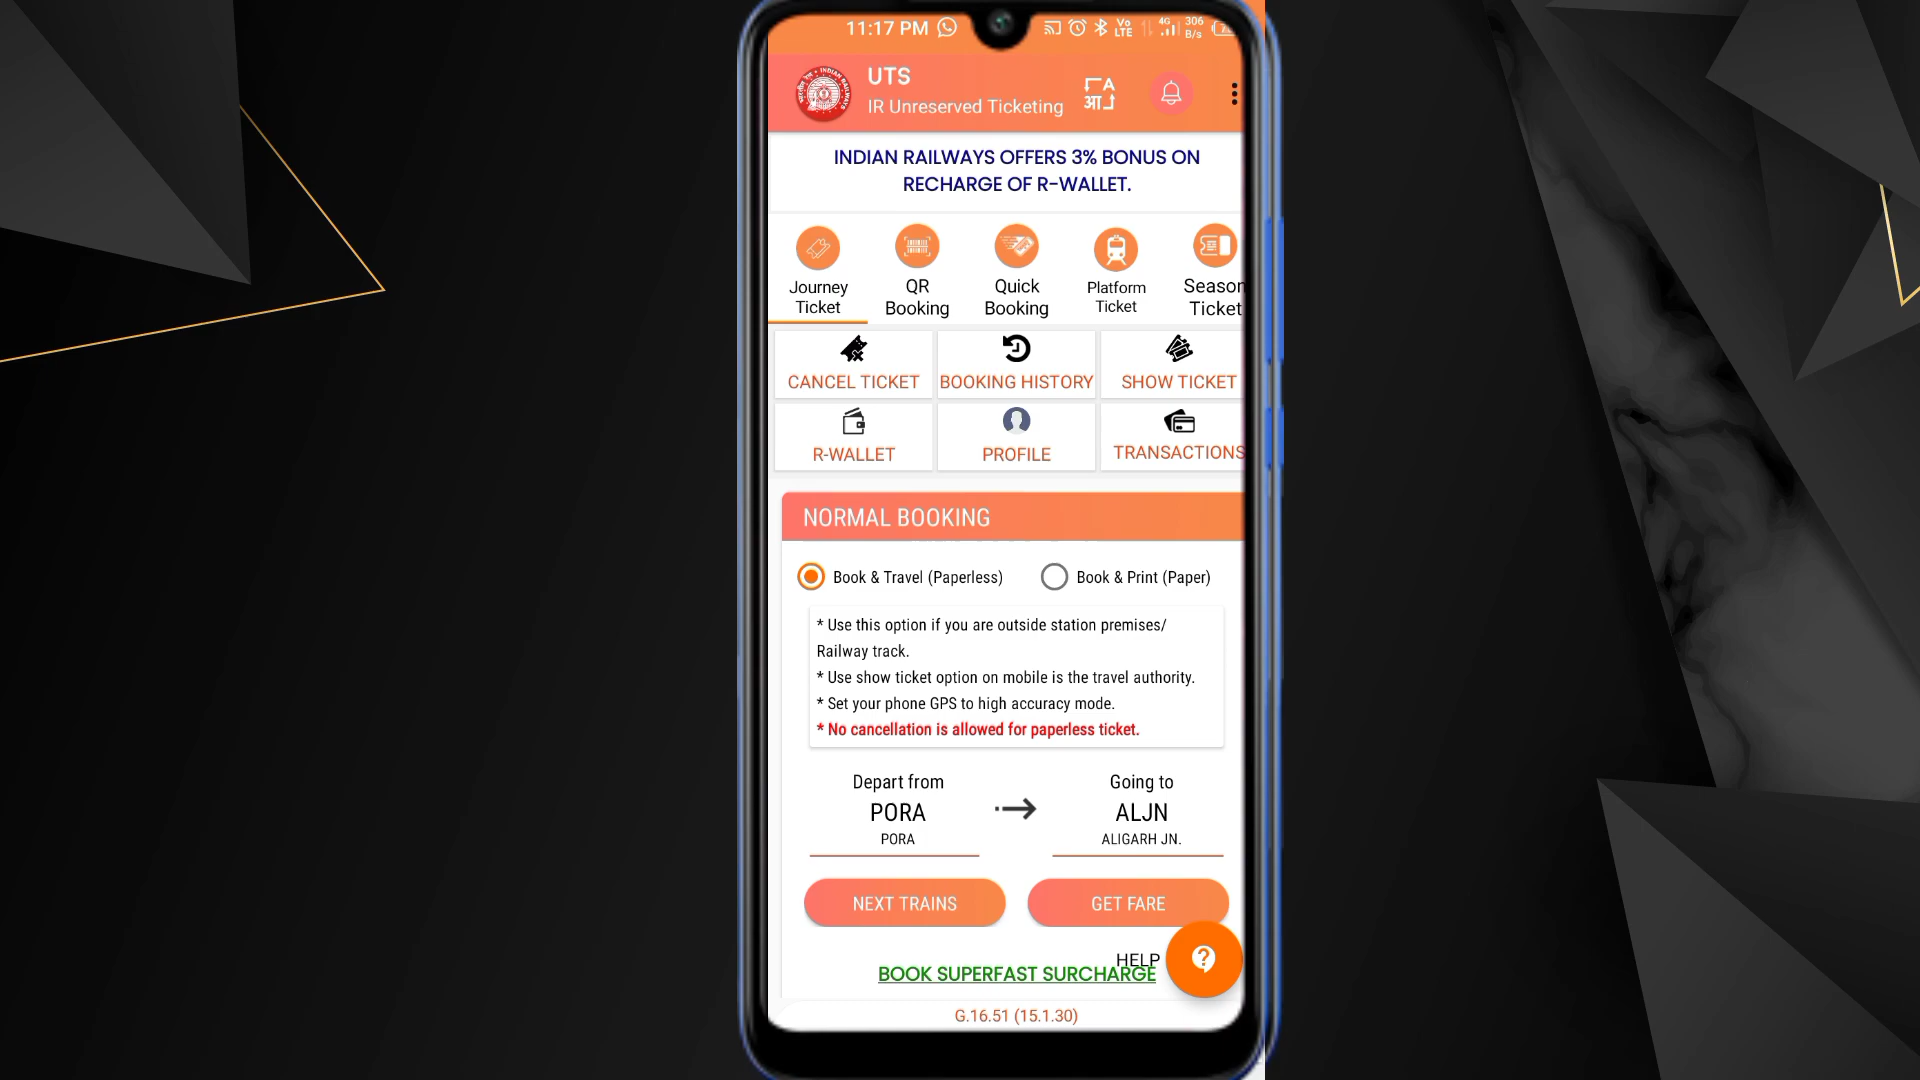 11:17 PM
Vo
LTE
4G
306
B/s
UTS
IR Unreserved Ticketing
A
आ
INDIAN RAILWAYS OFFERS 3% BONUS ON
RECHARGE OF R-WALLET.
Journey
Ticket
QR
Booking
Quick
Booking
Platform
Ticket
Season
Ticket
CANCEL TICKET
BOOKING HISTORY
SHOW TICKET
R-WALLET
PROFILE
TRANSACTIONS
NORMAL BOOKING
Book & Travel (Paperless)
Book & Print (Paper)
* Use this option if you are outside station premises/
Railway track.
* Use show ticket option on mobile is the travel authority.
* Set your phone GPS to high accuracy mode.
* No cancellation is allowed for paperless ticket.
Depart from
PORA
PORA
Going to
ALJN
ALIGARH JN.
NEXT TRAINS
GET FARE
HELP
BOOK SUPERFAST SURCHARGE
G.16.51 (15.1.30)